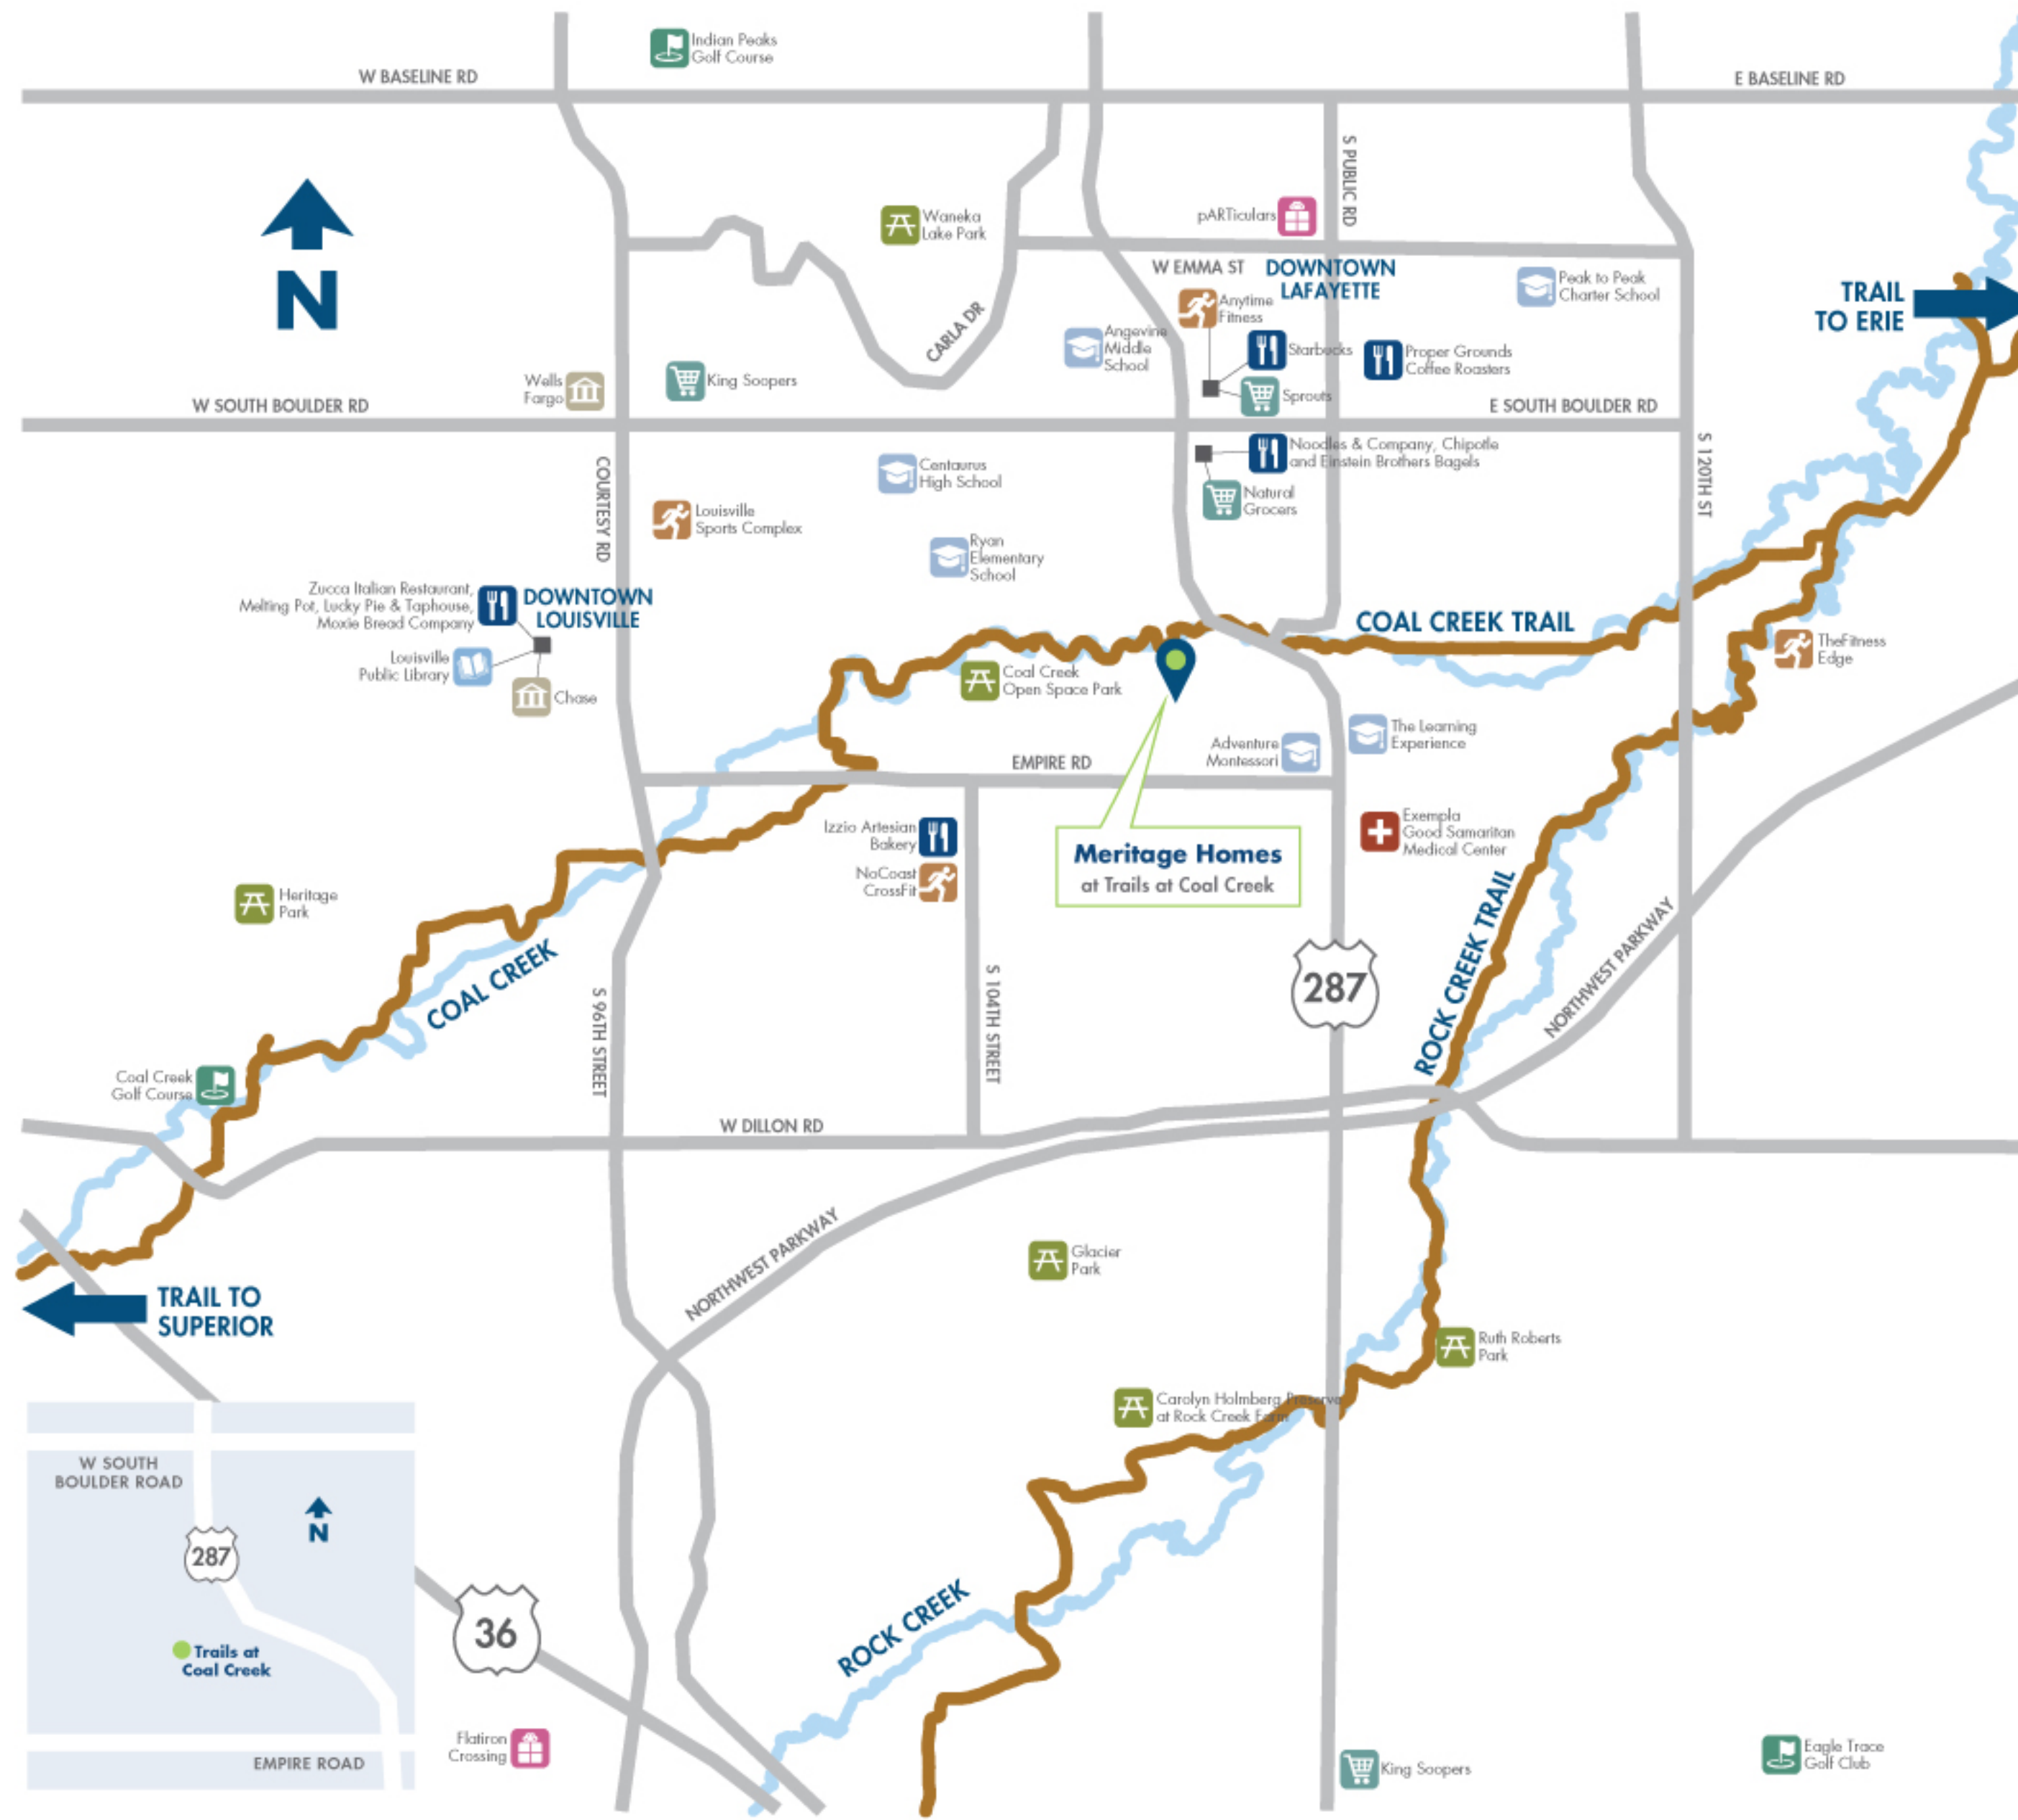 Indian Peaks
Golf Course
W BASELINE RD
E BASELINE RD
S PUBLIC RD
N
Waneka
Lake Park
pARTiculars
W EMMA ST
DOWNTOWN
LAFAYETTE
Anytime
Fitness
Peak to Peak
Charter School
TRAIL
TO ERIE
CARLA DR
Angevine
Middle
School
Starbucks
Proper Grounds
Coffee Roasters
Wells
Fargo
King Soopers
Sprouts
W SOUTH BOULDER RD
E SOUTH BOULDER RD
COURTESY RD
S 120TH ST
Noodles & Company, Chipotle
and Einstein Brothers Bagels
Centaurus
High School
Natural
Grocers
Louisville
Sports Complex
Ryan
Elementary
School
Zucca Italian Restaurant,
Melting Pot, Lucky Pie & Taphouse,
Moxie Bread Company
DOWNTOWN
LOUISVILLE
COAL CREEK TRAIL
TheFitness
Edge
Louisville
Public Library
Chase
Coal Creek
Open Space Park
The Learning
Experience
Adventure
Montessori
EMPIRE RD
Izzio Artesian
Bakery
NoCoast
CrossFit
Meritage Homes
at Trails at Coal Creek
Exempla
Good Samaritan
Medical Center
Heritage
Park
COAL CREEK
ROCK CREEK TRAIL
NORTHWEST PARKWAY
287
S 96TH STREET
S 104TH STREET
Coal Creek
Golf Course
W DILLON RD
NORTHWEST PARKWAY
Glacier
Park
TRAIL TO
SUPERIOR
Ruth Roberts
Park
Carolyn Holmberg Preserve
at Rock Creek Farm
W SOUTH
BOULDER ROAD
N
287
Trails at
Coal Creek
EMPIRE ROAD
36
ROCK CREEK
Flatiron
Crossing
King Soopers
Eagle Trace
Golf Club